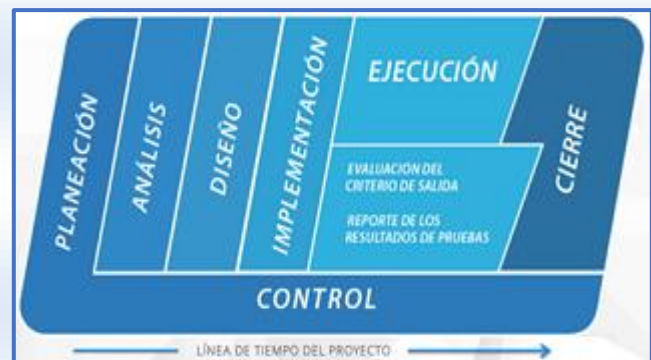 PLANEACIÓN
ANÁLISIS
DISEÑO
IMPLEMENTACIÓN
EJECUCIÓN
EVALUACIÓN DEL
CRITERIO DE SALIDA
REPORTE DE LOS
RESULTADOS DE PRUEBAS
CIERRE
CONTROL
LÍNEA DE TIEMPO DEL PROYECTO